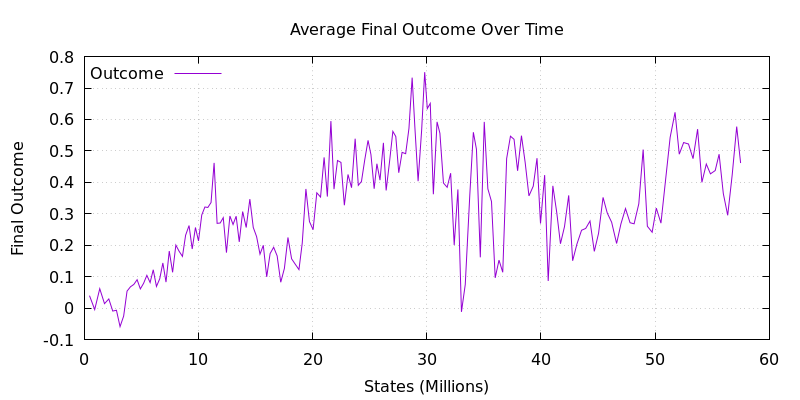 Average Final Outcome Over Time
Outcome
Final Outcome
0.8
0.7
0.6
0.5
0.4
0.3
0.2
0.1
0
-0.1
0 10 20 30 40 50 60
States (Millions)